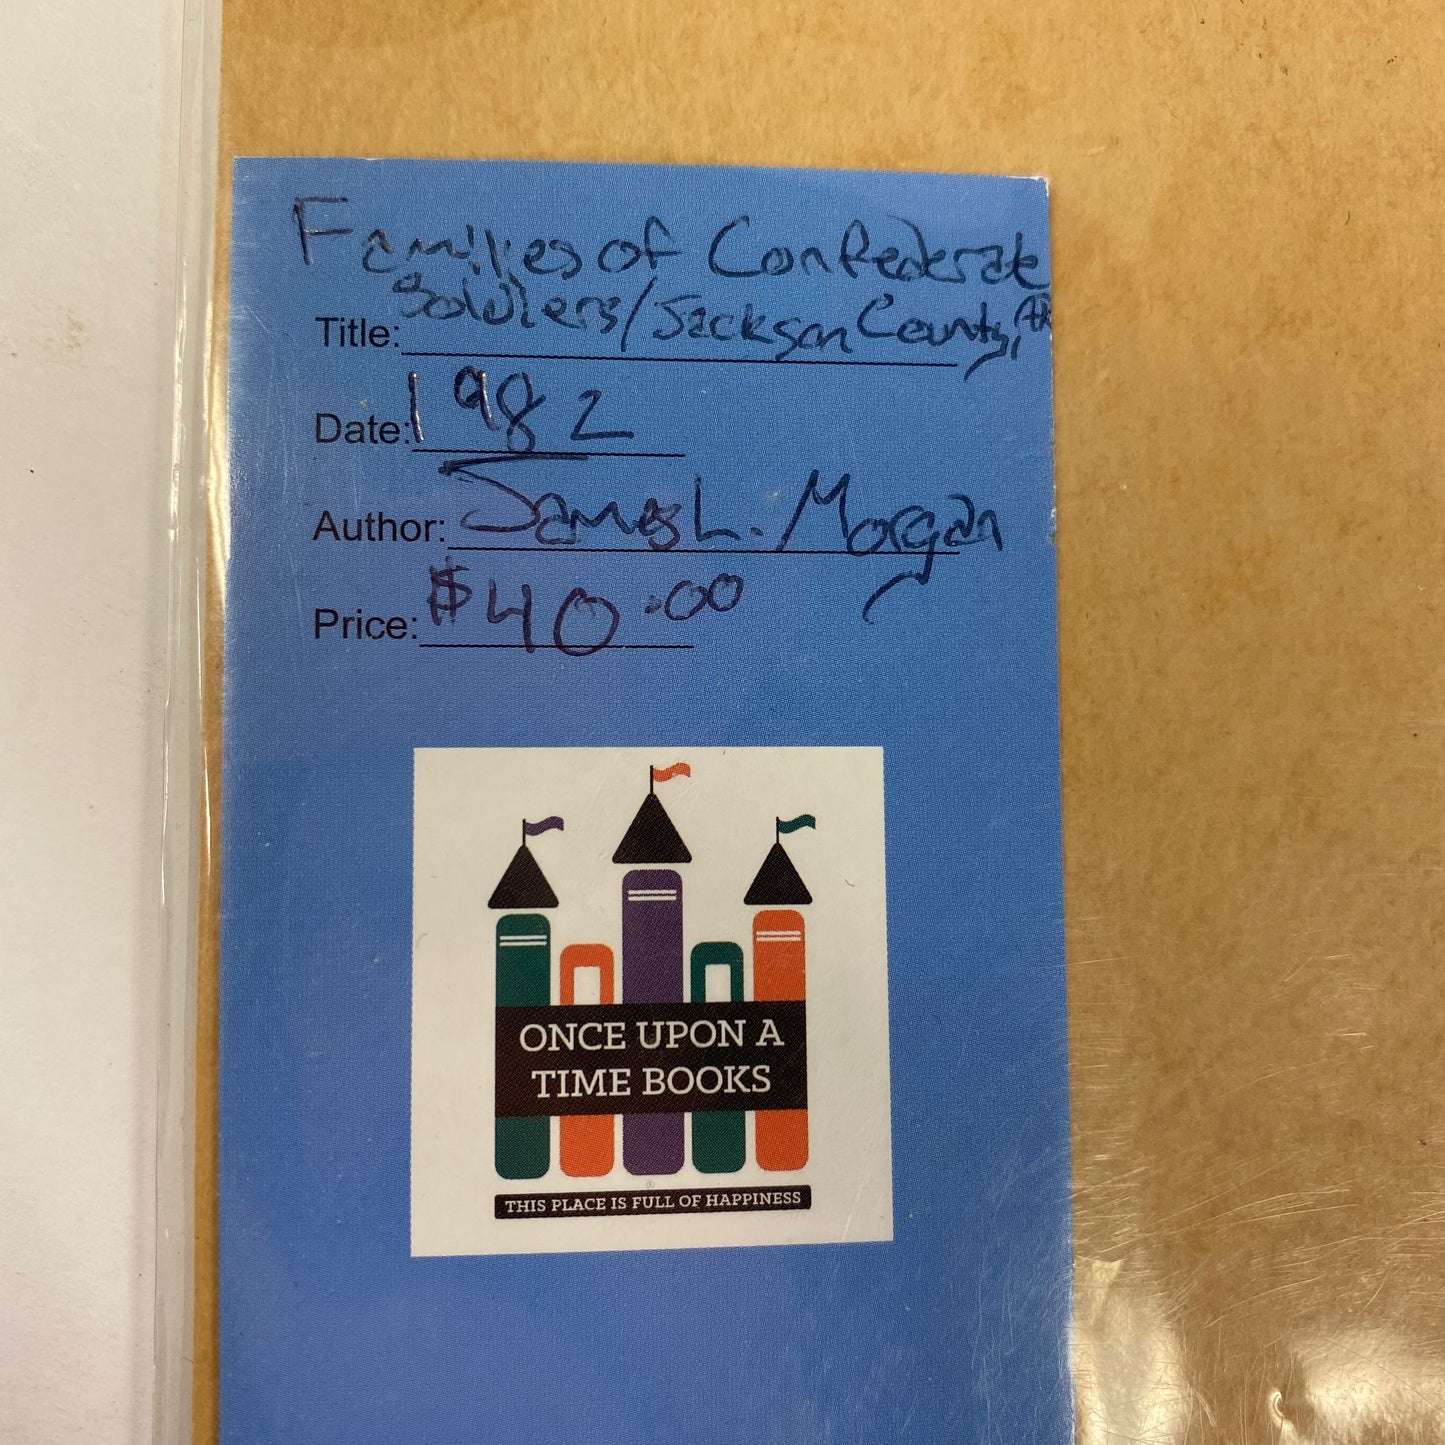 Families of Confederate
Title: Soldiers/Jackson County, AR
Date: 1982
Author: James L. Morgan
Price: $40.00
ONCE UPON A
TIME BOOKS
THIS PLACE IS FULL OF HAPPINESS